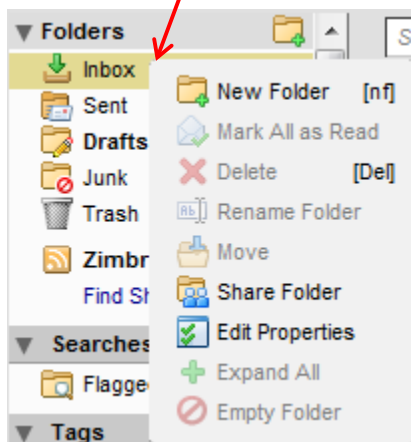 Folders
S
Inbox
Sent
Drafts
Junk
Trash
Zimbr
Find Sh
Searches
Flagge
Tags
New Folder [nf]
Mark All as Read
Delete [Del]
Rename Folder
Move
Share Folder
Edit Properties
Expand All
Empty Folder